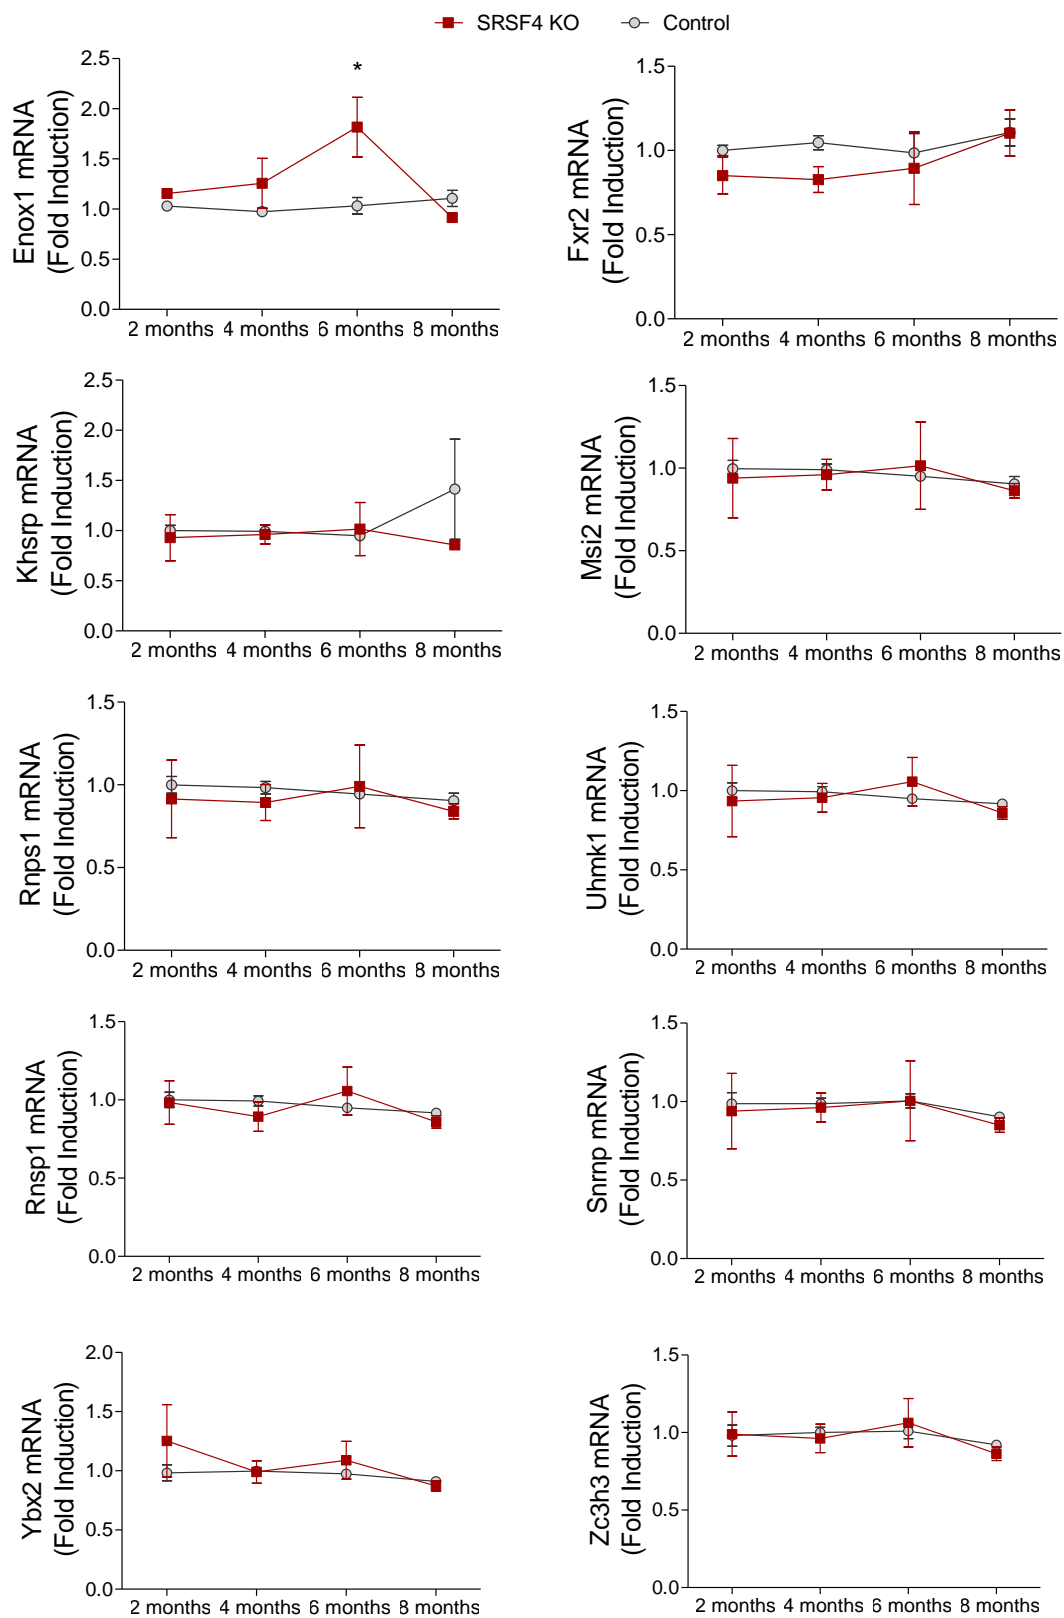 SRSF4 KO Control
Enox1 mRNA
(Fold Induction)
2.5
2.0
*
1.5
1.0
0.5
0.0
2 months 4 months 6 months 8 months
Fxr2 mRNA
(Fold Induction)
1.5
1.0
0.5
0.0
2 months 4 months 6 months 8 months
Khsrp mRNA
(Fold Induction)
2.5
2.0
1.5
1.0
0.5
0.0
2 months 4 months 6 months 8 months
Msi2 mRNA
(Fold Induction)
1.5
1.0
0.5
0.0
2 months 4 months 6 months 8 months
Rnps1 mRNA
(Fold Induction)
1.5
1.0
0.5
0.0
2 months 4 months 6 months 8 months
Uhmk1 mRNA
(Fold Induction)
1.5
1.0
0.5
0.0
2 months 4 months 6 months 8 months
Rnsp1 mRNA
(Fold Induction)
1.5
1.0
0.5
0.0
2 months 4 months 6 months 8 months
Snrnp mRNA
(Fold Induction)
1.5
1.0
0.5
0.0
2 months 4 months 6 months 8 months
Ybx2 mRNA
(Fold Induction)
2.0
1.5
1.0
0.5
0.0
2 months 4 months 6 months 8 months
Zc3h3 mRNA
(Fold Induction)
1.5
1.0
0.5
0.0
2 months 4 months 6 months 8 months